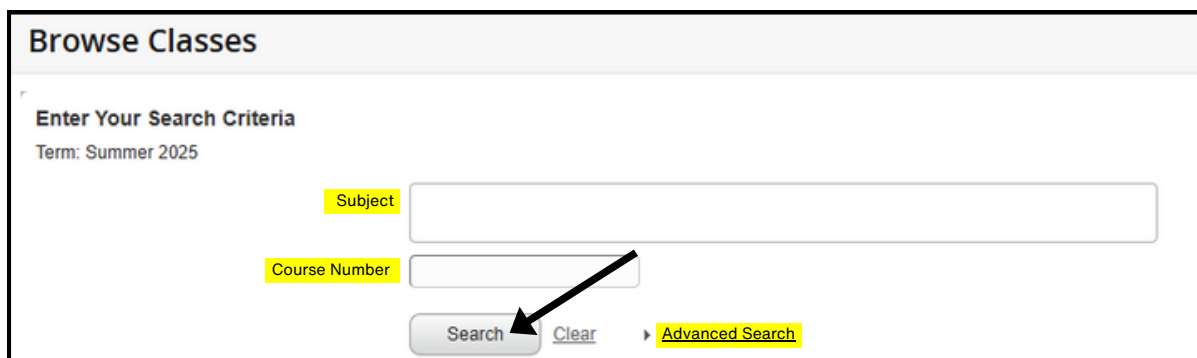 Browse Classes
Enter Your Search Criteria
Term: Summer 2025
Subject
Course Number
Search Clear Advanced Search